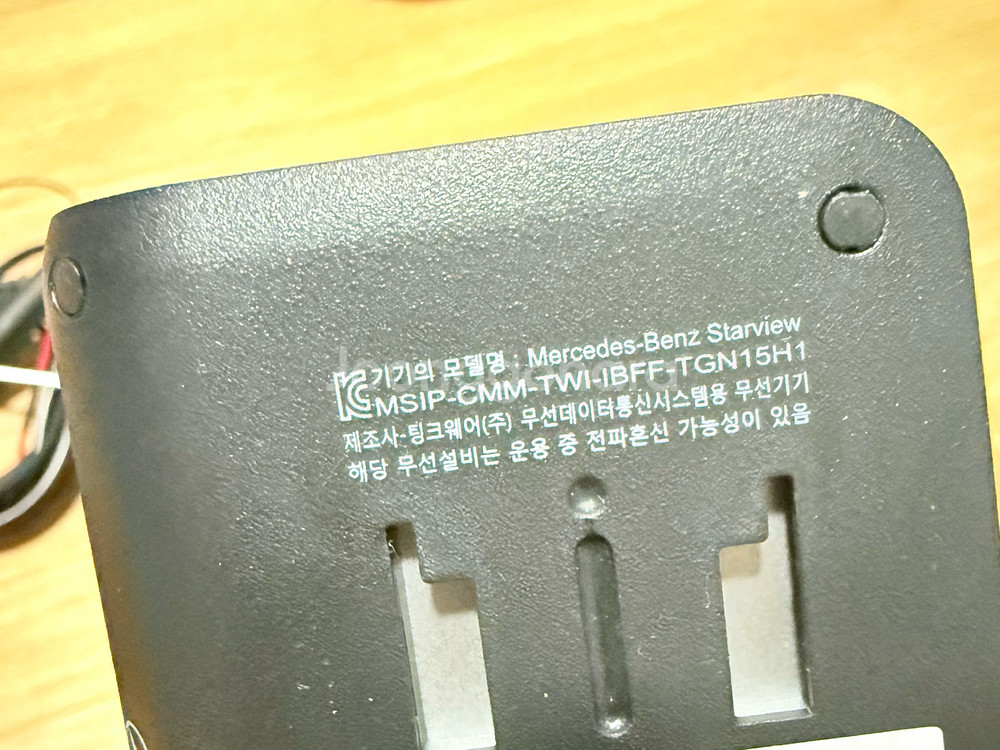 기기의 모델명 : Mercedes-Benz Starview
MSIP-CMM-TWI-IBFF-TGN15H1
제조사-팅크웨어(주) 무선데이타통신시스템용 무선기기
해당 무선설비는 운용 중 전파혼신 가능성이 있음